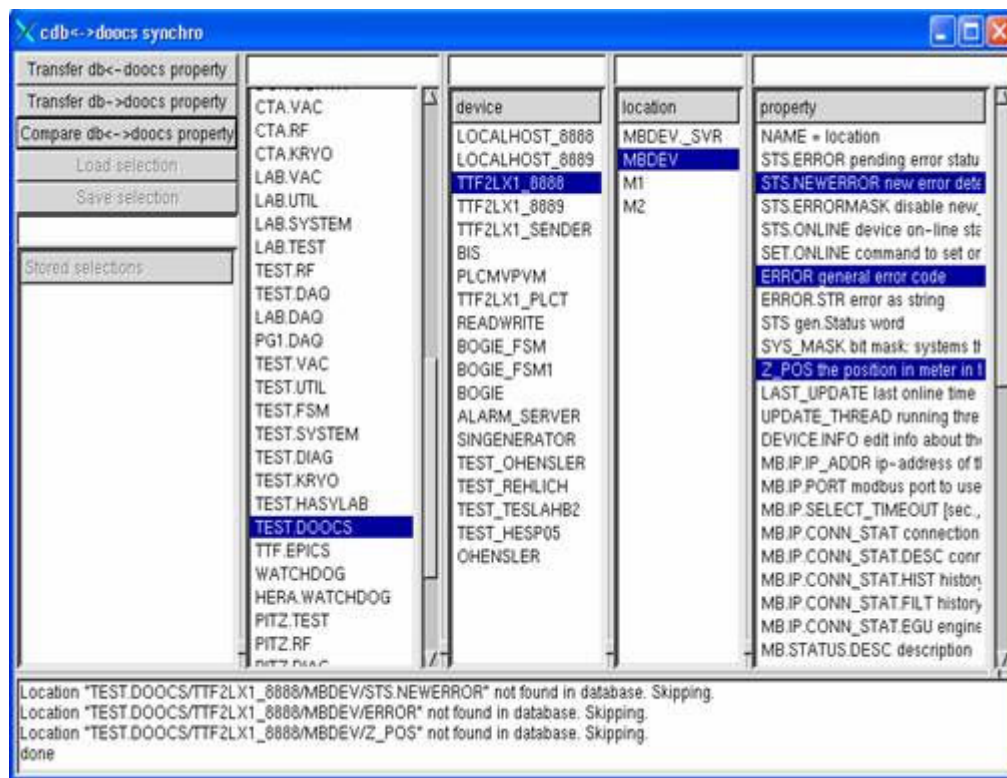 cdb<->doocs synchro
Transfer db<-doocs property
Transfer db->doocs property
Compare db<->doocs property
Load selection
Save selection
Stored selections
CTA.VAC
CTA.RF
CTA.KRYO
LAB.VAC
LAB.UTIL
LAB.SYSTEM
LAB.TEST
TEST.RF
TEST.DAQ
LAB.DAQ
PG1.DAQ
TEST.VAC
TEST.UTIL
TEST.FSM
TEST.SYSTEM
TEST.DIAG
TEST.KRYO
TEST.HASYLAB
TEST.DOOCS
TTF.EPICS
WATCHDOG
HERA.WATCHDOG
PITZ.TEST
PITZ.RF
device
LOCALHOST_8888
LOCALHOST_8889
TTF2LX1_8888
TTF2LX1_8889
TTF2LX1_SENDER
BIS
PLCMVPVM
TTF2LX1_PLCT
READWRITE
BOGIE_FSM
BOGIE_FSM1
BOGIE
ALARM_SERVER
SINGENERATOR
TEST_OHENSLER
TEST_REHLICH
TEST_TESLAHB2
TEST_HESP05
OHENSLER
location
MBDEV._SVR
MBDEV
M1
M2
property
NAME = location
STS.ERROR pending error statu
STS.NEWERROR new error dete
STS.ERRORMASK disable new_
STS.ONLINE device on-line sta
SET.ONLINE command to set or
ERROR general error code
ERROR.STR error as string
STS gen.Status word
SYS_MASK bit mask: systems th
Z_POS the position in meter in
LAST_UPDATE last online time
UPDATE_THREAD running thre
DEVICE.INFO edit info about the
MB.IP.IP_ADDR ip-address of
MB.IP.PORT modbus port to use
MB.IP.SELECT_TIMEOUT [sec.,
MB.IP.CONN_STAT connection
MB.IP.CONN_STAT.DESC conr
MB.IP.CONN_STAT.HIST history
MB.IP.CONN_STAT.FILT history
MB.IP.CONN_STAT.EGU engine
MB.STATUS.DESC description
Location "TEST.DOOCS/TTF2LX1_8888/MBDEV/STS.NEWERROR" not found in database. Skipping.
Location "TEST.DOOCS/TTF2LX1_8888/MBDEV/ERROR" not found in database. Skipping.
Location "TEST.DOOCS/TTF2LX1_8888/MBDEV/Z_POS" not found in database. Skipping.
done